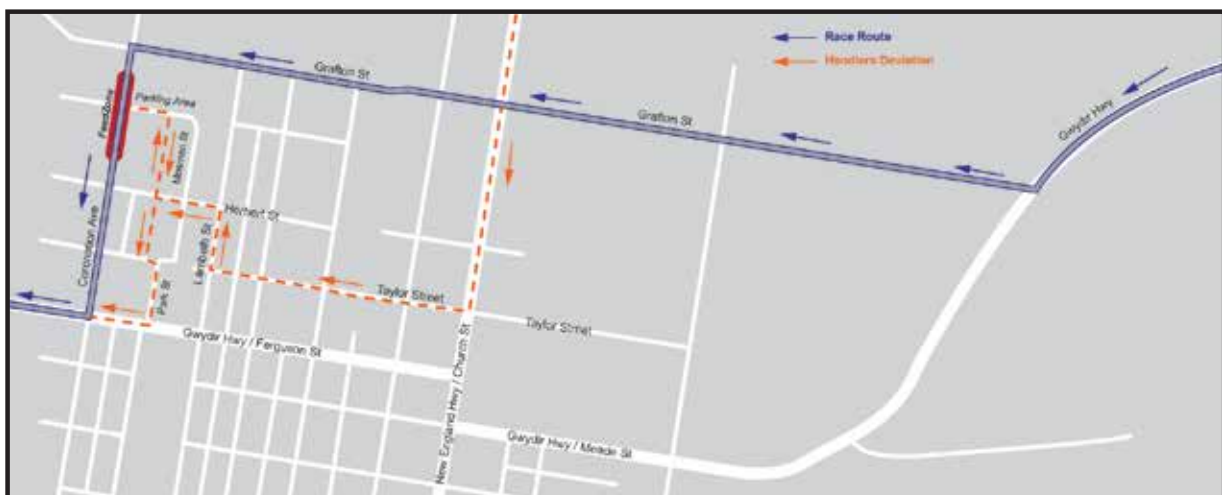 Race Route
Handlers Deviation
Grafton St
Grafton St
Gwydir Hwy
FeedZone
Parking Area
Mosman St
Herbert St
Lambeth St
Coronation Ave
Park St
Taylor Street
Taylor Street
Gwydir Hwy / Ferguson St
New England Hwy / Church St
Gwydir Hwy / Meade St